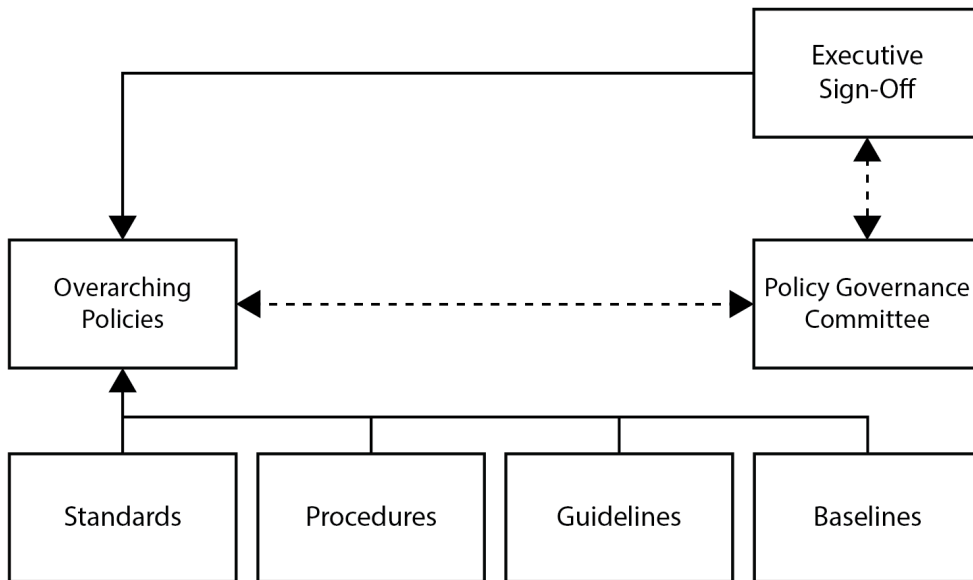 Executive
Sign-Off
Overarching
Policies
Policy Governance
Committee
Standards
Procedures
Guidelines
Baselines